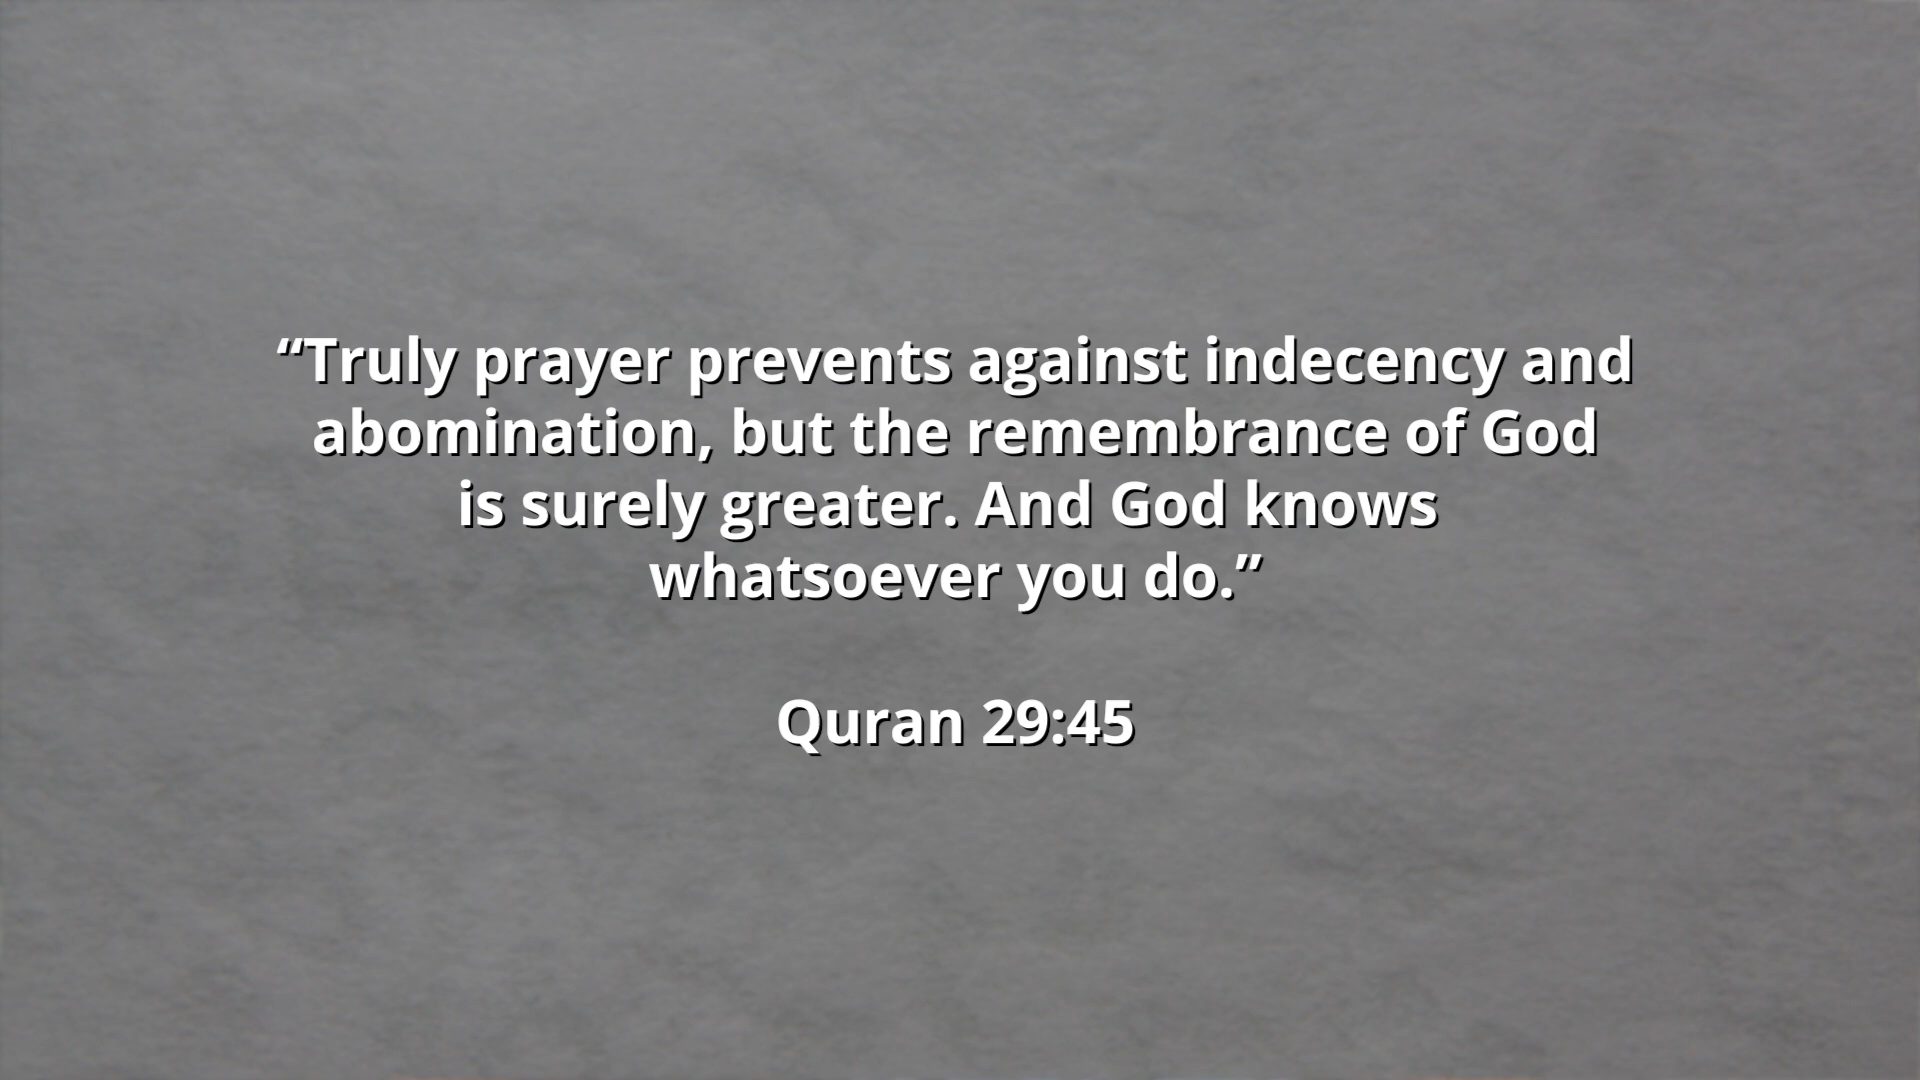 “Truly prayer prevents against indecency and
abomination, but the remembrance of God
is surely greater. And God knows
whatsoever you do.”
Quran 29:45